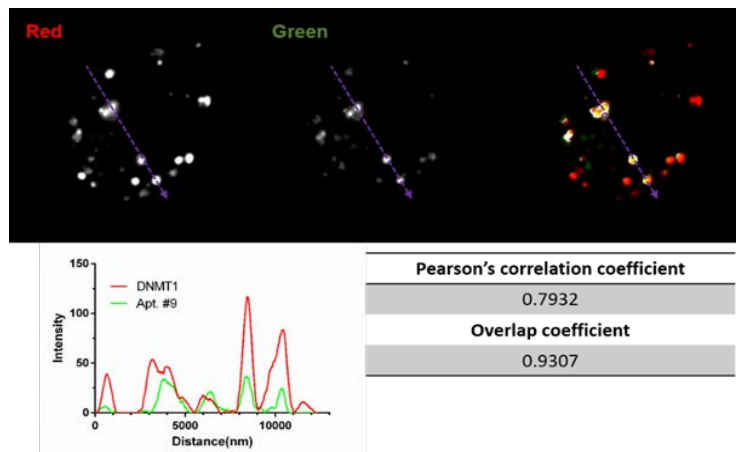 Red
Green
150
100
50
0
Intensity
DNMT1
Apt. #9
0
5000
10000
Distance(nm)
Pearson's correlation coefficient
0.7932
Overlap coefficient
0.9307